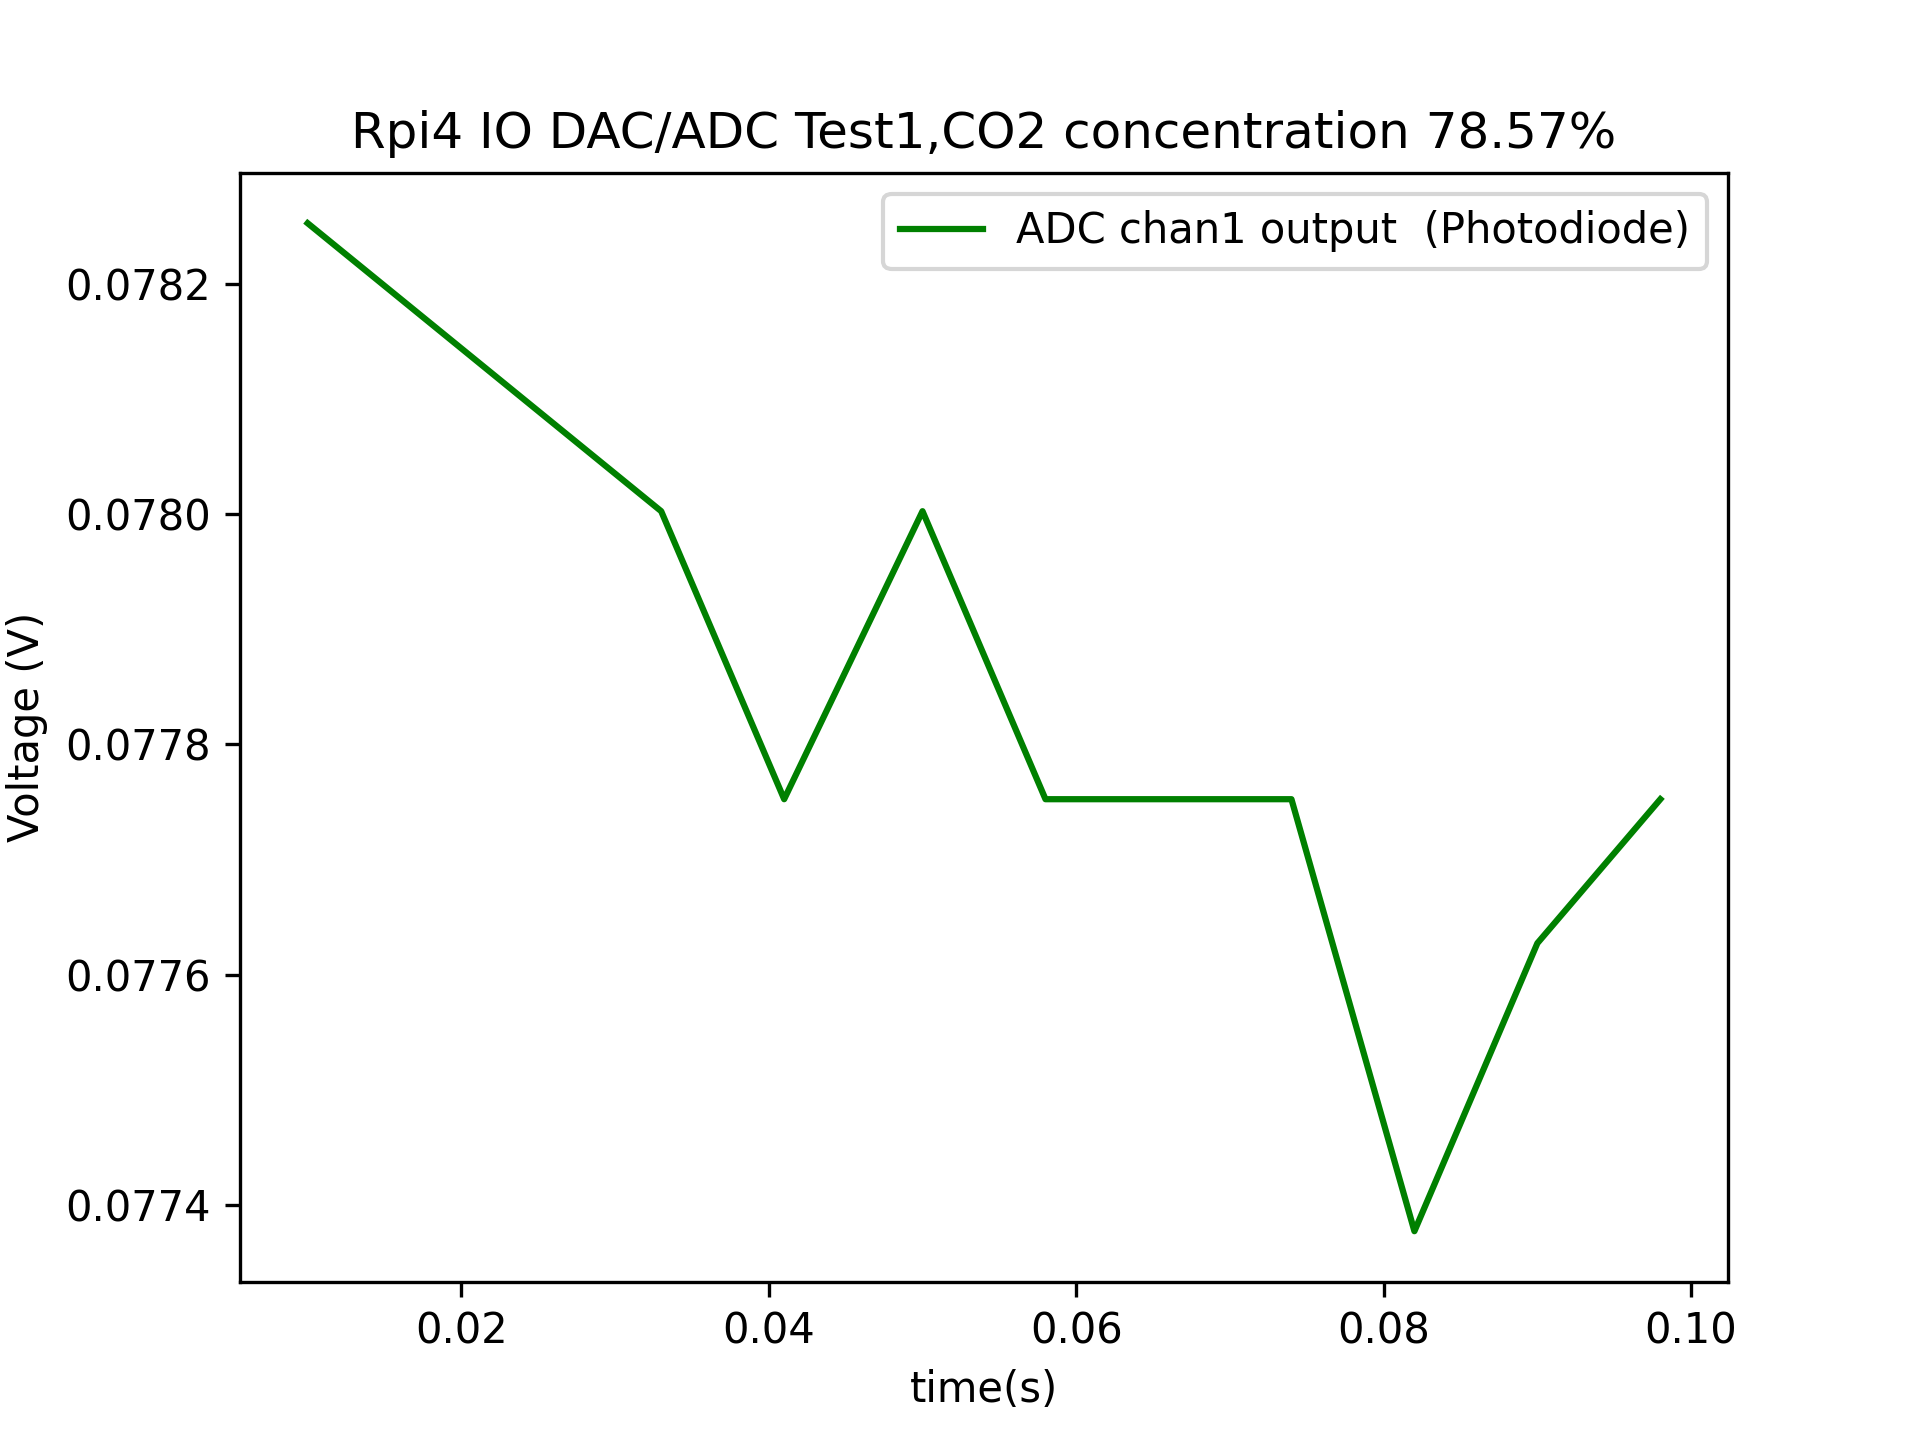 Rpi4 IO DAC/ADC Test1,CO2 concentration 78.57%
ADC chan1 output  (Photodiode)
Voltage (V)
0.0782
0.0780
0.0778
0.0776
0.0774
0.02 0.04 0.06 0.08 0.10
time(s)